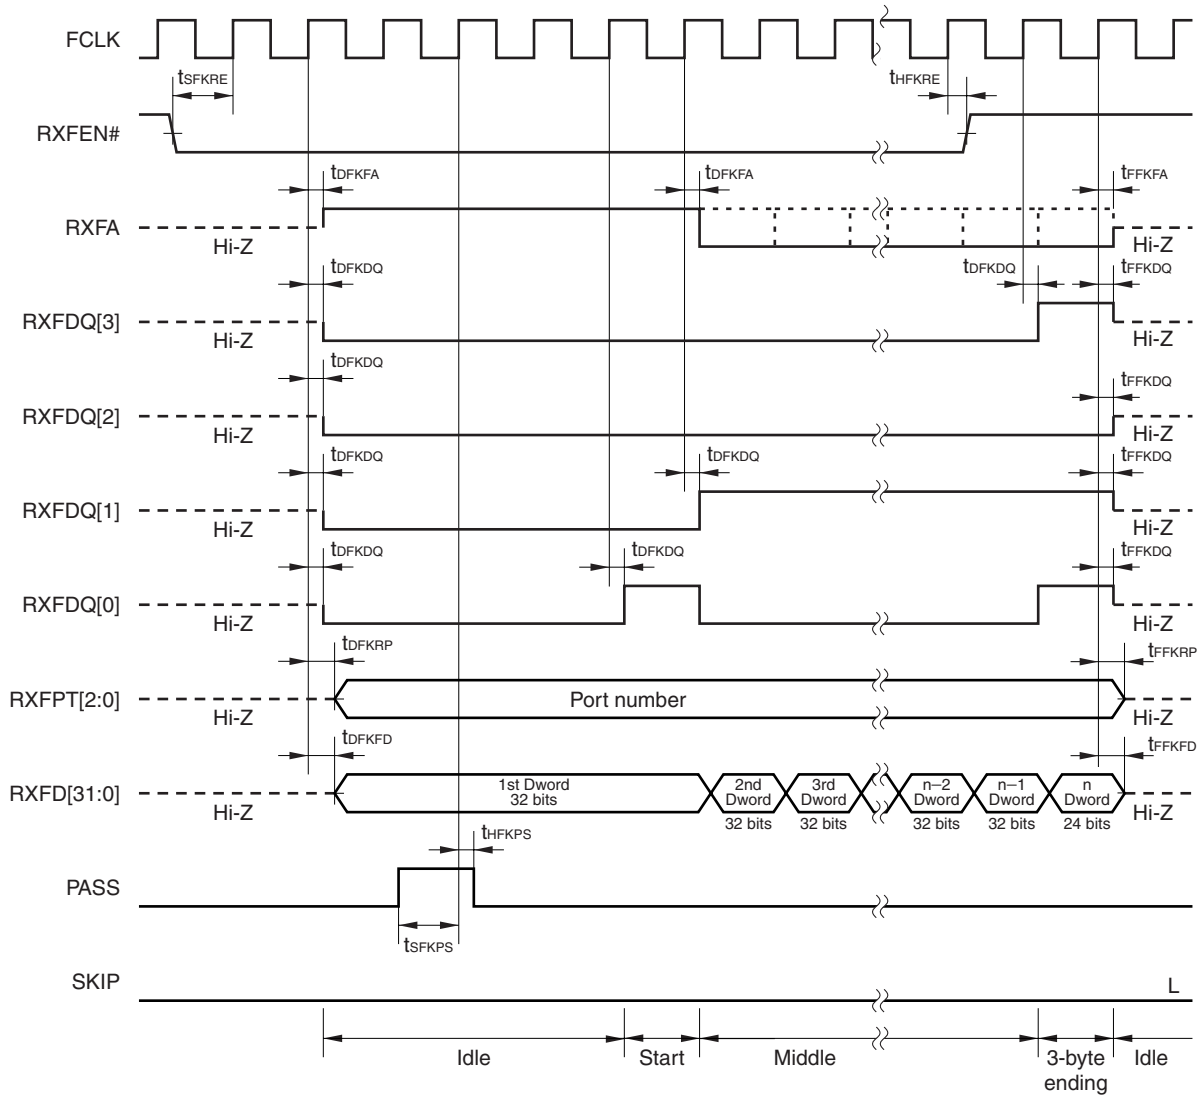 FCLK
tSFKRE
tHFKRE
RXFEN#
tDFKFA
tDFKFA
tFFKFA
RXFA
Hi-Z
Hi-Z
tDFKDQ
tDFKDQ
tFFKDQ
RXFDQ[3]
Hi-Z
Hi-Z
tDFKDQ
tFFKDQ
RXFDQ[2]
Hi-Z
Hi-Z
tDFKDQ
tDFKDQ
tFFKDQ
RXFDQ[1]
Hi-Z
Hi-Z
tDFKDQ
tDFKDQ
tFFKDQ
RXFDQ[0]
Hi-Z
Hi-Z
tDFKRP
tFFKRP
RXFPT[2:0]
Port number
Hi-Z
Hi-Z
tDFKFD
tFFKFD
RXFD[31:0]
Hi-Z
1st Dword
32 bits
2nd
Dword
32 bits
3rd
Dword
32 bits
n–2
Dword
32 bits
n–1
Dword
32 bits
n
Dword
24 bits
Hi-Z
tHFKPS
PASS
tSFKPS
SKIP
L
Idle
Start
Middle
3-byte
ending
Idle